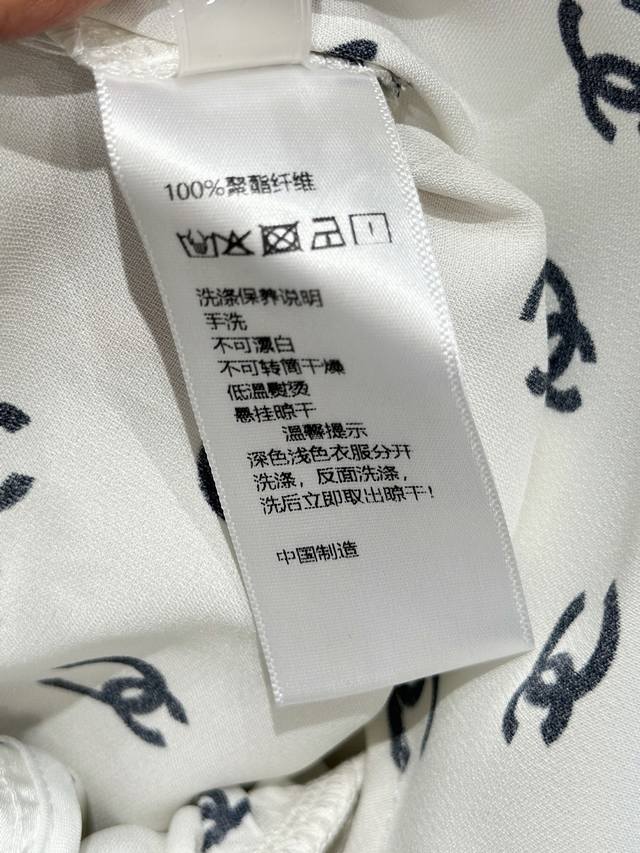 100%聚酯纤维
洗涤保养说明
手洗
不可漂白
不可转筒干燥
低温熨烫
悬挂晾干
温馨提示
深色浅色衣服分开
洗涤，反面洗涤，
洗后立即取出晾干！
中国制造